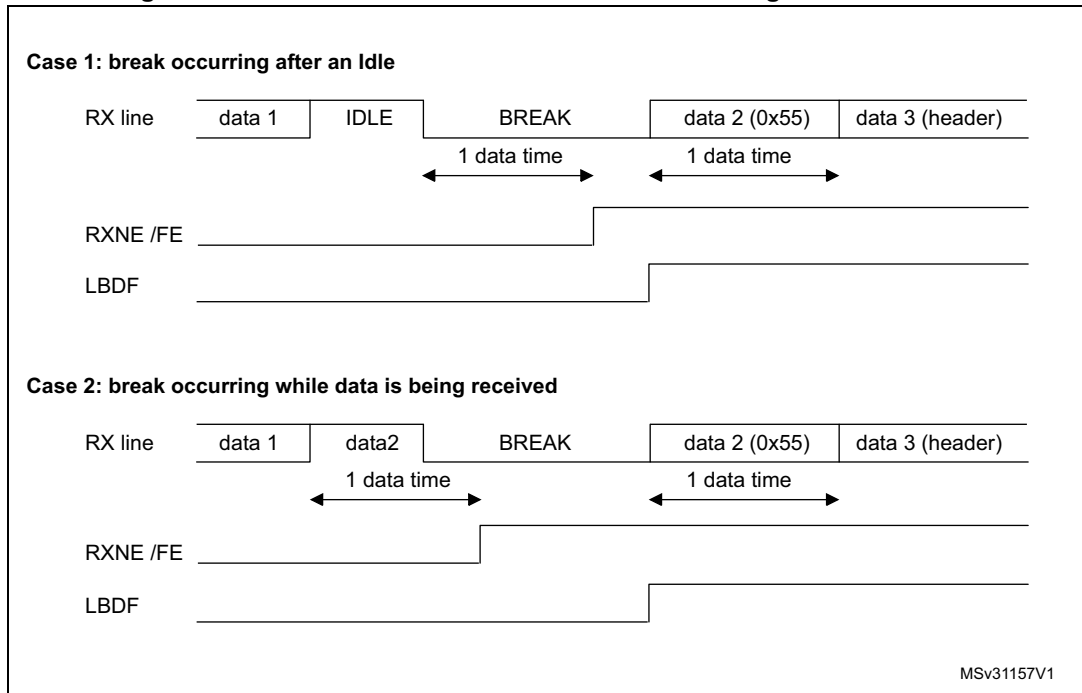 Case 1: break occurring after an Idle
RX line data 1 IDLE BREAK data 2 (0x55) data 3 (header)
1 data time 1 data time
RXNE /FE
LBDF
Case 2: break occurring while data is being received
RX line data 1 data2 BREAK data 2 (0x55) data 3 (header)
1 data time 1 data time
RXNE /FE
LBDF
MSv31157V1